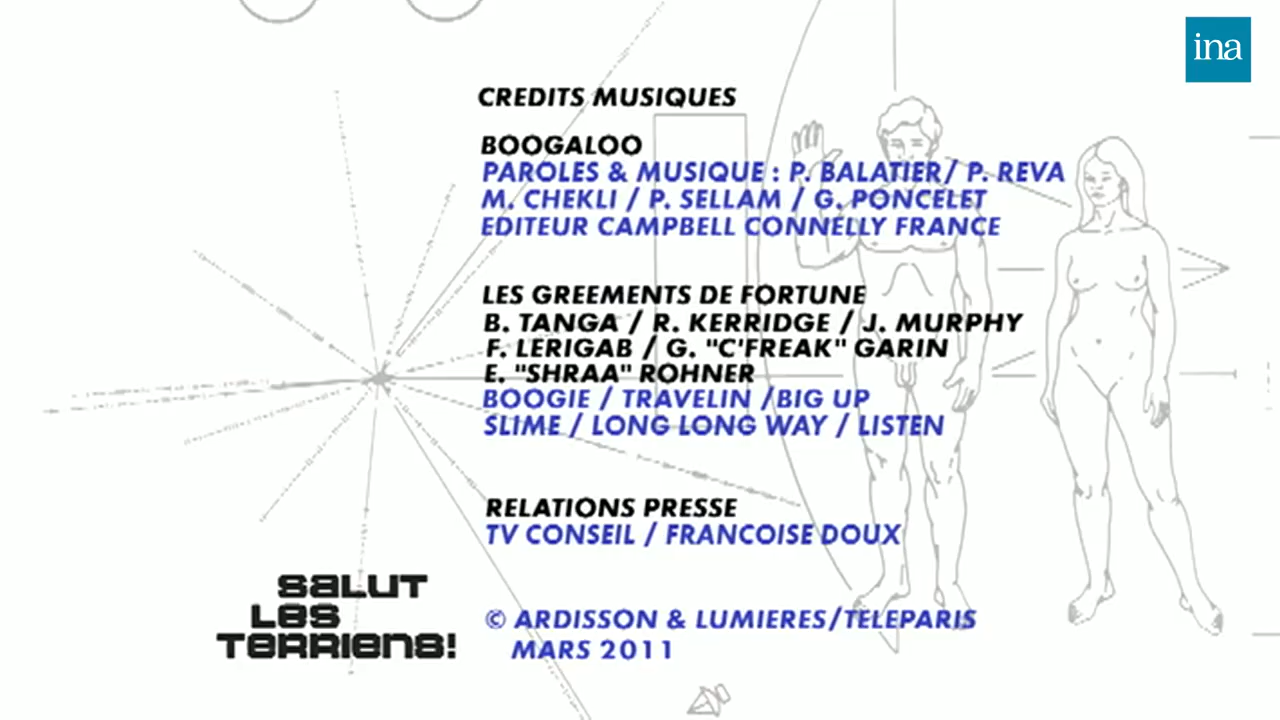 ina
CREDITS MUSIQUES
BOOGALOO
PAROLES & MUSIQUE : P. BALATIER/ P. REVA
M. CHEKLI / P. SELLAM / G. PONCELET
EDITEUR CAMPBELL CONNELLY FRANCE
LES GREEMENTS DE FORTUNE
B. TANGA / R. KERRIDGE / J. MURPHY
F. LERIGAB / G. "C'FREAK" GARIN
E. "SHRAA" ROHNER
BOOGIE / TRAVELIN /BIG UP
SLIME / LONG LONG WAY / LISTEN
RELATIONS PRESSE
TV CONSEIL / FRANCOISE DOUX
SALUT
LES
TERRIENS!
© ARDISSON & LUMIERES/TELEPARIS
MARS 2011